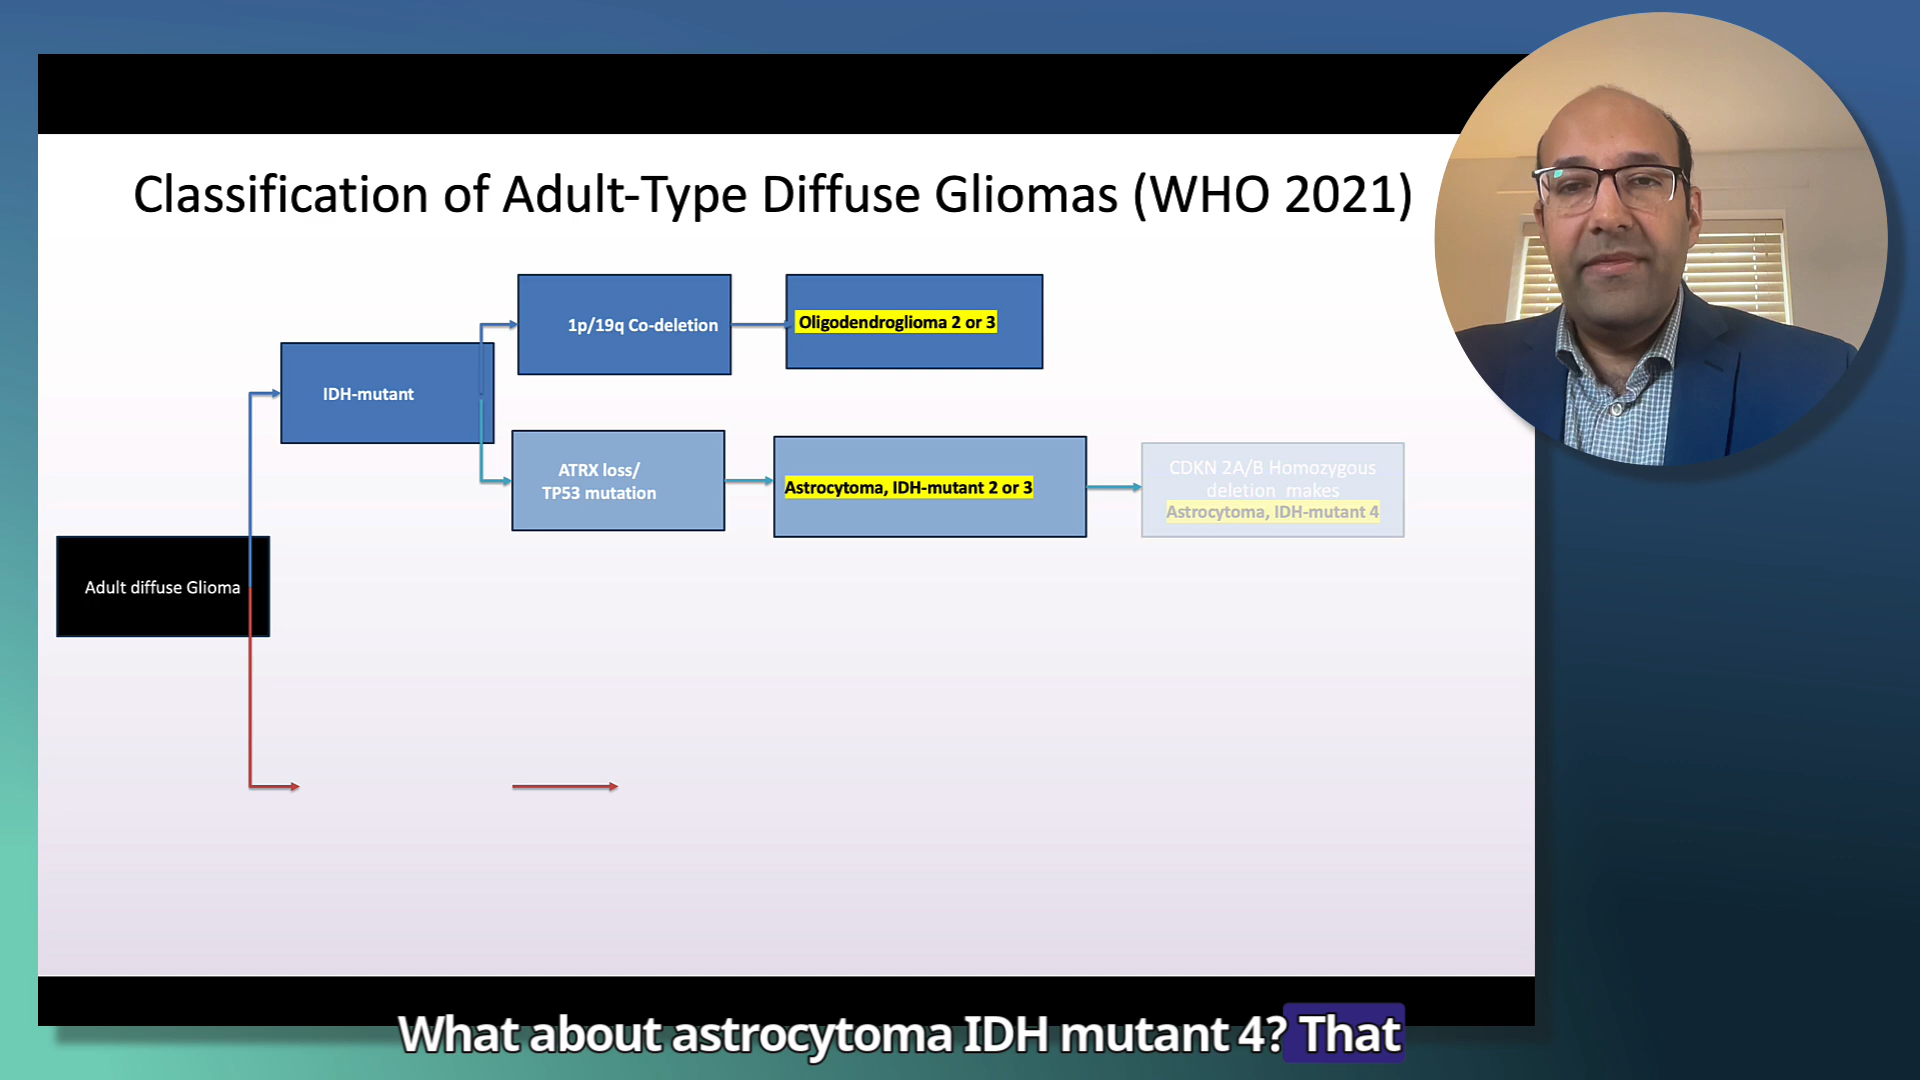 Classification of Adult-Type Diffuse Gliomas (WHO 2021)
1p/19q Co-deletion
Oligodendroglioma 2 or 3
IDH-mutant
ATRX loss/
TP53 mutation
Astrocytoma, IDH-mutant 2 or 3
CDKN 2A/B Homozygous
deletion makes
Astrocytoma, IDH-mutant 4
Adult diffuse Glioma
What about astrocytoma IDH mutant 4? That